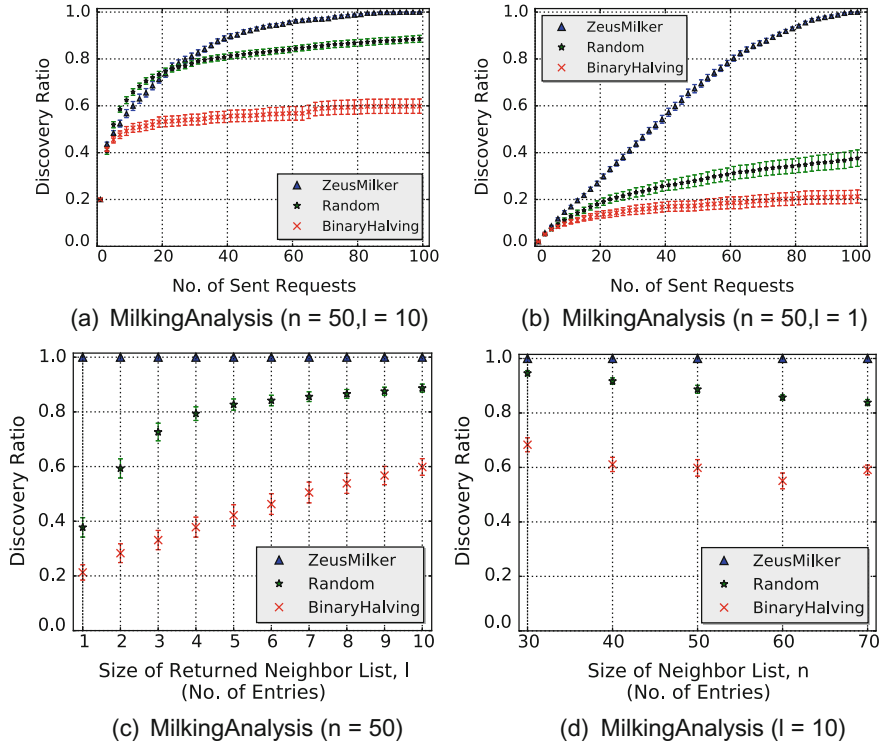 1.0
0.8
0.6
0.4
0.2
0.0
Discovery Ratio
ZeusMilker
Random
BinaryHalving
0 20 40 60 80 100
No. of Sent Requests
(a) MilkingAnalysis (n = 50,l = 10)
1.0
0.8
0.6
0.4
0.2
0.0
Discovery Ratio
ZeusMilker
Random
BinaryHalving
0 20 40 60 80 100
No. of Sent Requests
(b) MilkingAnalysis (n = 50,l = 1)
1.0
0.8
0.6
0.4
0.2
0.0
Discovery Ratio
ZeusMilker
Random
BinaryHalving
1 2 3 4 5 6 7 8 9 10
Size of Returned Neighbor List, l
(No. of Entries)
(c) MilkingAnalysis (n = 50)
1.0
0.8
0.6
0.4
0.2
0.0
Discovery Ratio
ZeusMilker
Random
BinaryHalving
30 40 50 60 70
Size of Neighbor List, n
(No. of Entries)
(d) MilkingAnalysis (l = 10)